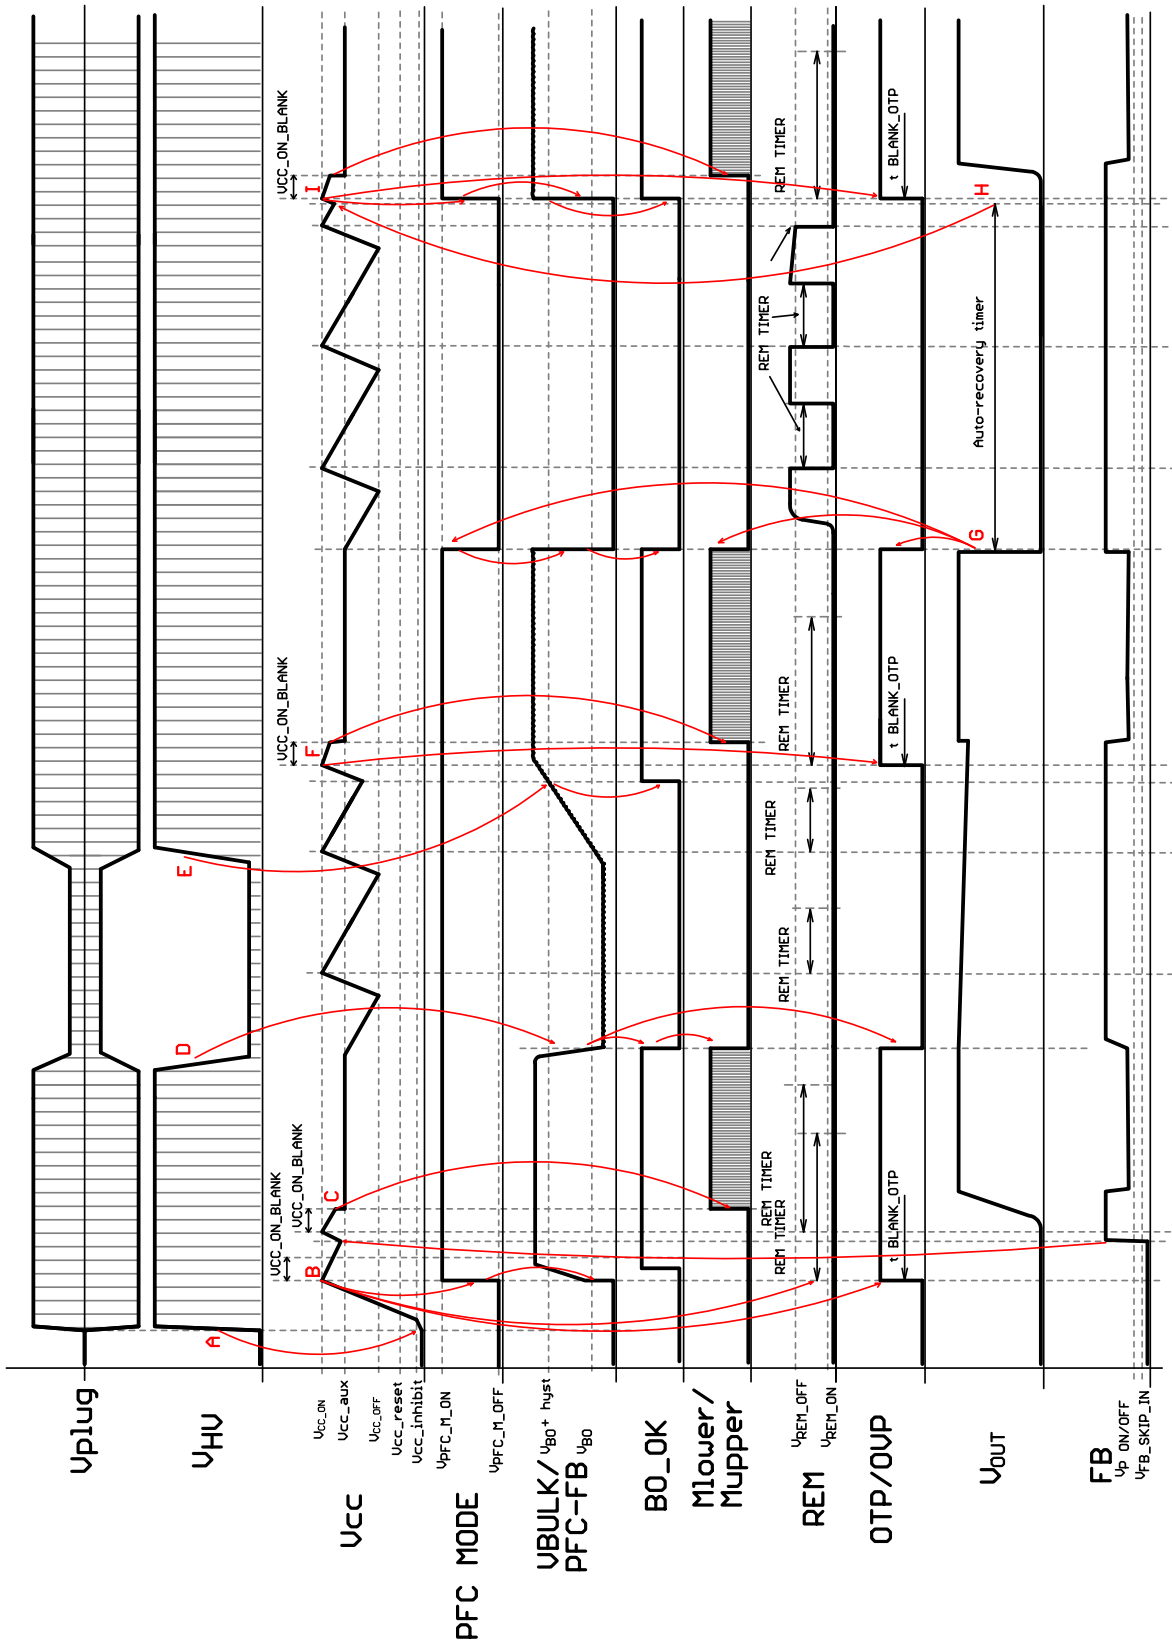 Vplug
VHV
Vcc
VCC_ON
Vcc_aux
VCC_OFF
Vcc_reset
Vcc_inhibit
PFC MODE
VPFC_M_ON
VPFC_M_OFF
VBULK/
PFC-FB
VBO+ hyst
VBO
BO_OK
Mlower/
Mupper
REM
VREM_OFF
VREM_ON
OTP/OVP
VOUT
FB
VP ON/OFF
VFB_SKIP_IN
A
B
C
D
E
F
G
H
I
VCC_ON_BLANK
VCC_ON_BLANK
VCC_ON_BLANK
VCC_ON_BLANK
REM TIMER
REM TIMER
REM TIMER
REM TIMER
REM TIMER
REM TIMER
REM TIMER
t BLANK_OTP
t BLANK_OTP
t BLANK_OTP
Auto-recovery timer